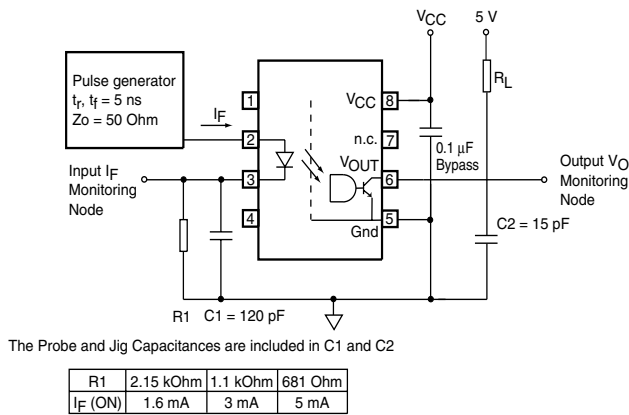 VCC 5 V
Pulse generator
tr, tf = 5 ns
Zo = 50 Ohm
IF
RL
1
VCC 8
2
n.c. 7
0.1 µF
Bypass
Input IF
Monitoring
Node
3
VOUT
6
Output VO
Monitoring
Node
4
5
Gnd
C2 = 15 pF
R1 C1 = 120 pF
The Probe and Jig Capacitances are included in C1 and C2
R1 2.15 kOhm 1.1 kOhm 681 Ohm
IF (ON) 1.6 mA 3 mA 5 mA